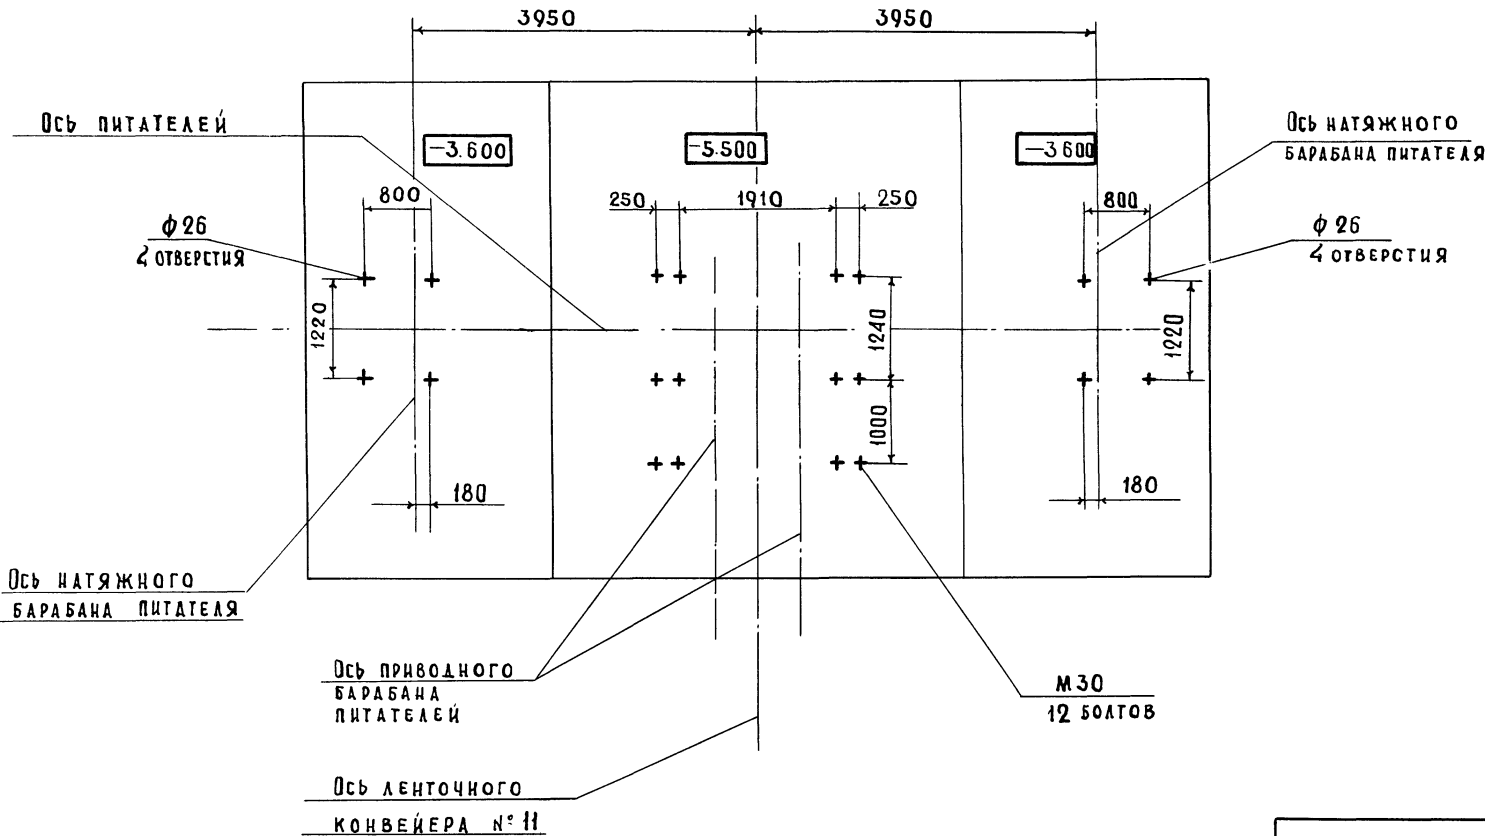 3950
3950
Ось питателей
-3.600
-5.500
-3.600
Ось натяжного
барабана питателя
800
250
1910
250
800
ф 26
2 отверстия
ф 26
4 отверстия
1220
1240
1220
1000
180
180
Ось натяжного
барабана питателя
Ось приводного
барабана
питателей
М30
12 болтов
Ось ленточного
конвейера № 11